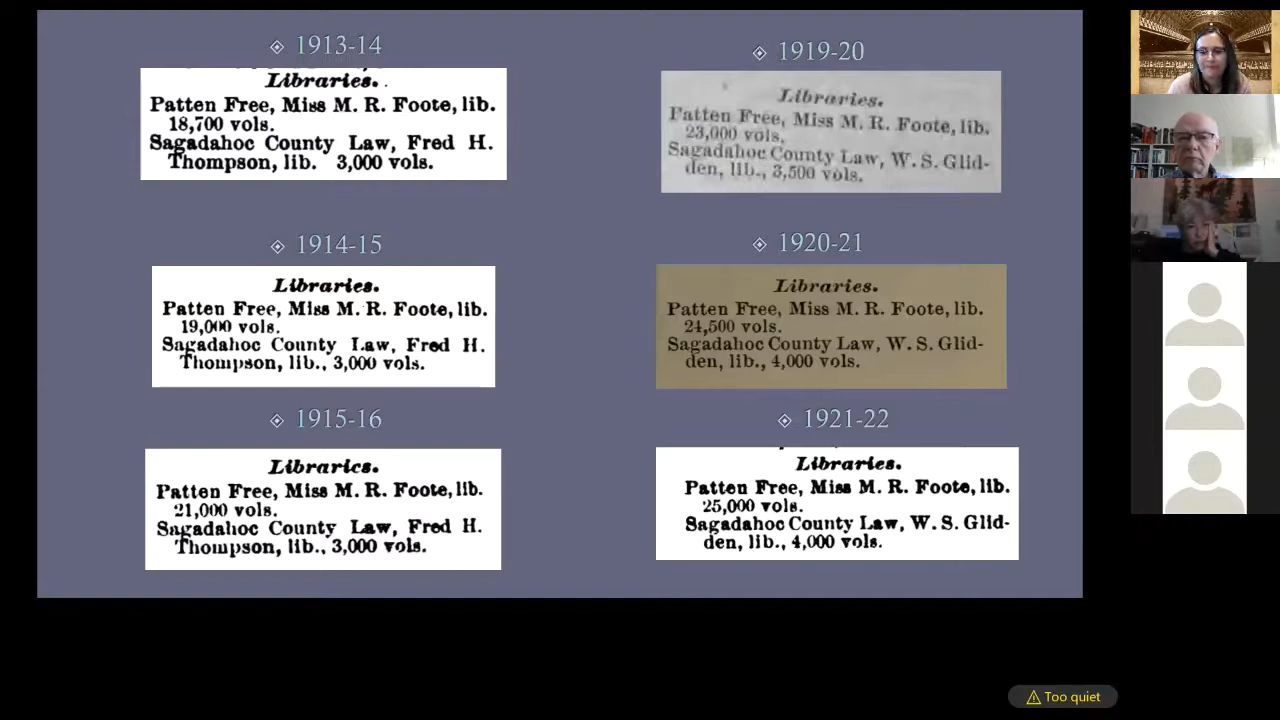 1913-14
Libraries.
Patten Free, Miss M. R. Foote, lib.
18,700 vols.
Sagadahoc County Law, Fred H.
Thompson, lib. 3,000 vols.
1914-15
Libraries.
Patten Free, Miss M. R. Foote, lib.
19,000 vols.
Sagadahoc County Law, Fred H.
Thompson, lib., 3,000 vols.
1915-16
Libraries.
Patten Free, Miss M. R. Foote, lib.
21,000 vols.
Sagadahoc County Law, Fred H.
Thompson, lib., 3,000 vols.
1919-20
Libraries.
Patten Free, Miss M. R. Foote, lib.
23,000 vols.
Sagadahoc County Law, W. S. Glid-
den, lib., 3,500 vols.
1920-21
Libraries.
Patten Free, Miss M. R. Foote, lib.
24,500 vols.
Sagadahoc County Law, W. S. Glid-
den, lib., 4,000 vols.
1921-22
Libraries.
Patten Free, Miss M. R. Foote, lib.
25,000 vols.
Sagadahoc County Law, W. S. Glid-
den, lib., 4,000 vols.
Too quiet